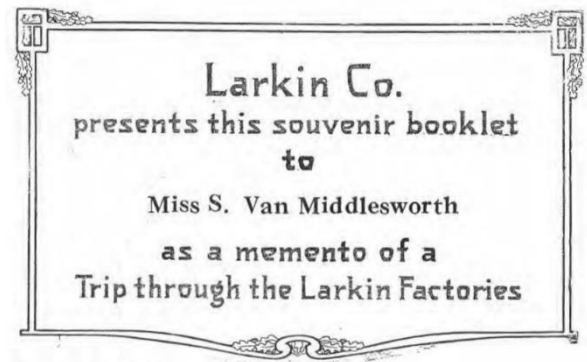 Larkin Co.
presents this souvenir booklet
to
Miss S. Van Middlesworth
as a memento of a
Trip through the Larkin Factories